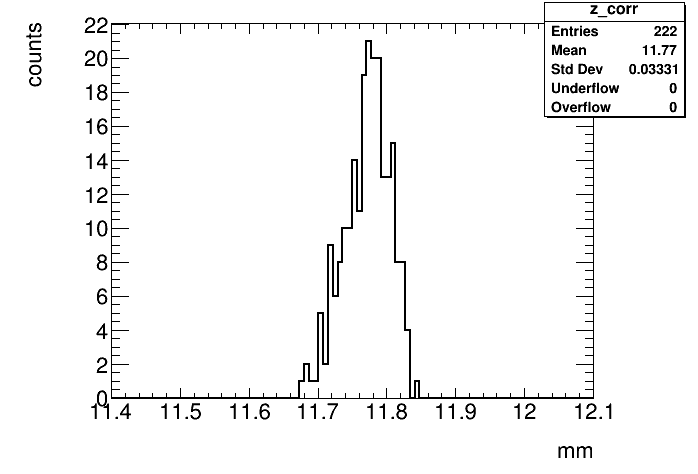 z_corr
Entries 222
Mean 11.77
Std Dev 0.03331
Underflow 0
Overflow 0
counts
22
20
18
16
14
12
10
8
6
4
2
0
11.4 11.5 11.6 11.7 11.8 11.9 12 12.1
mm